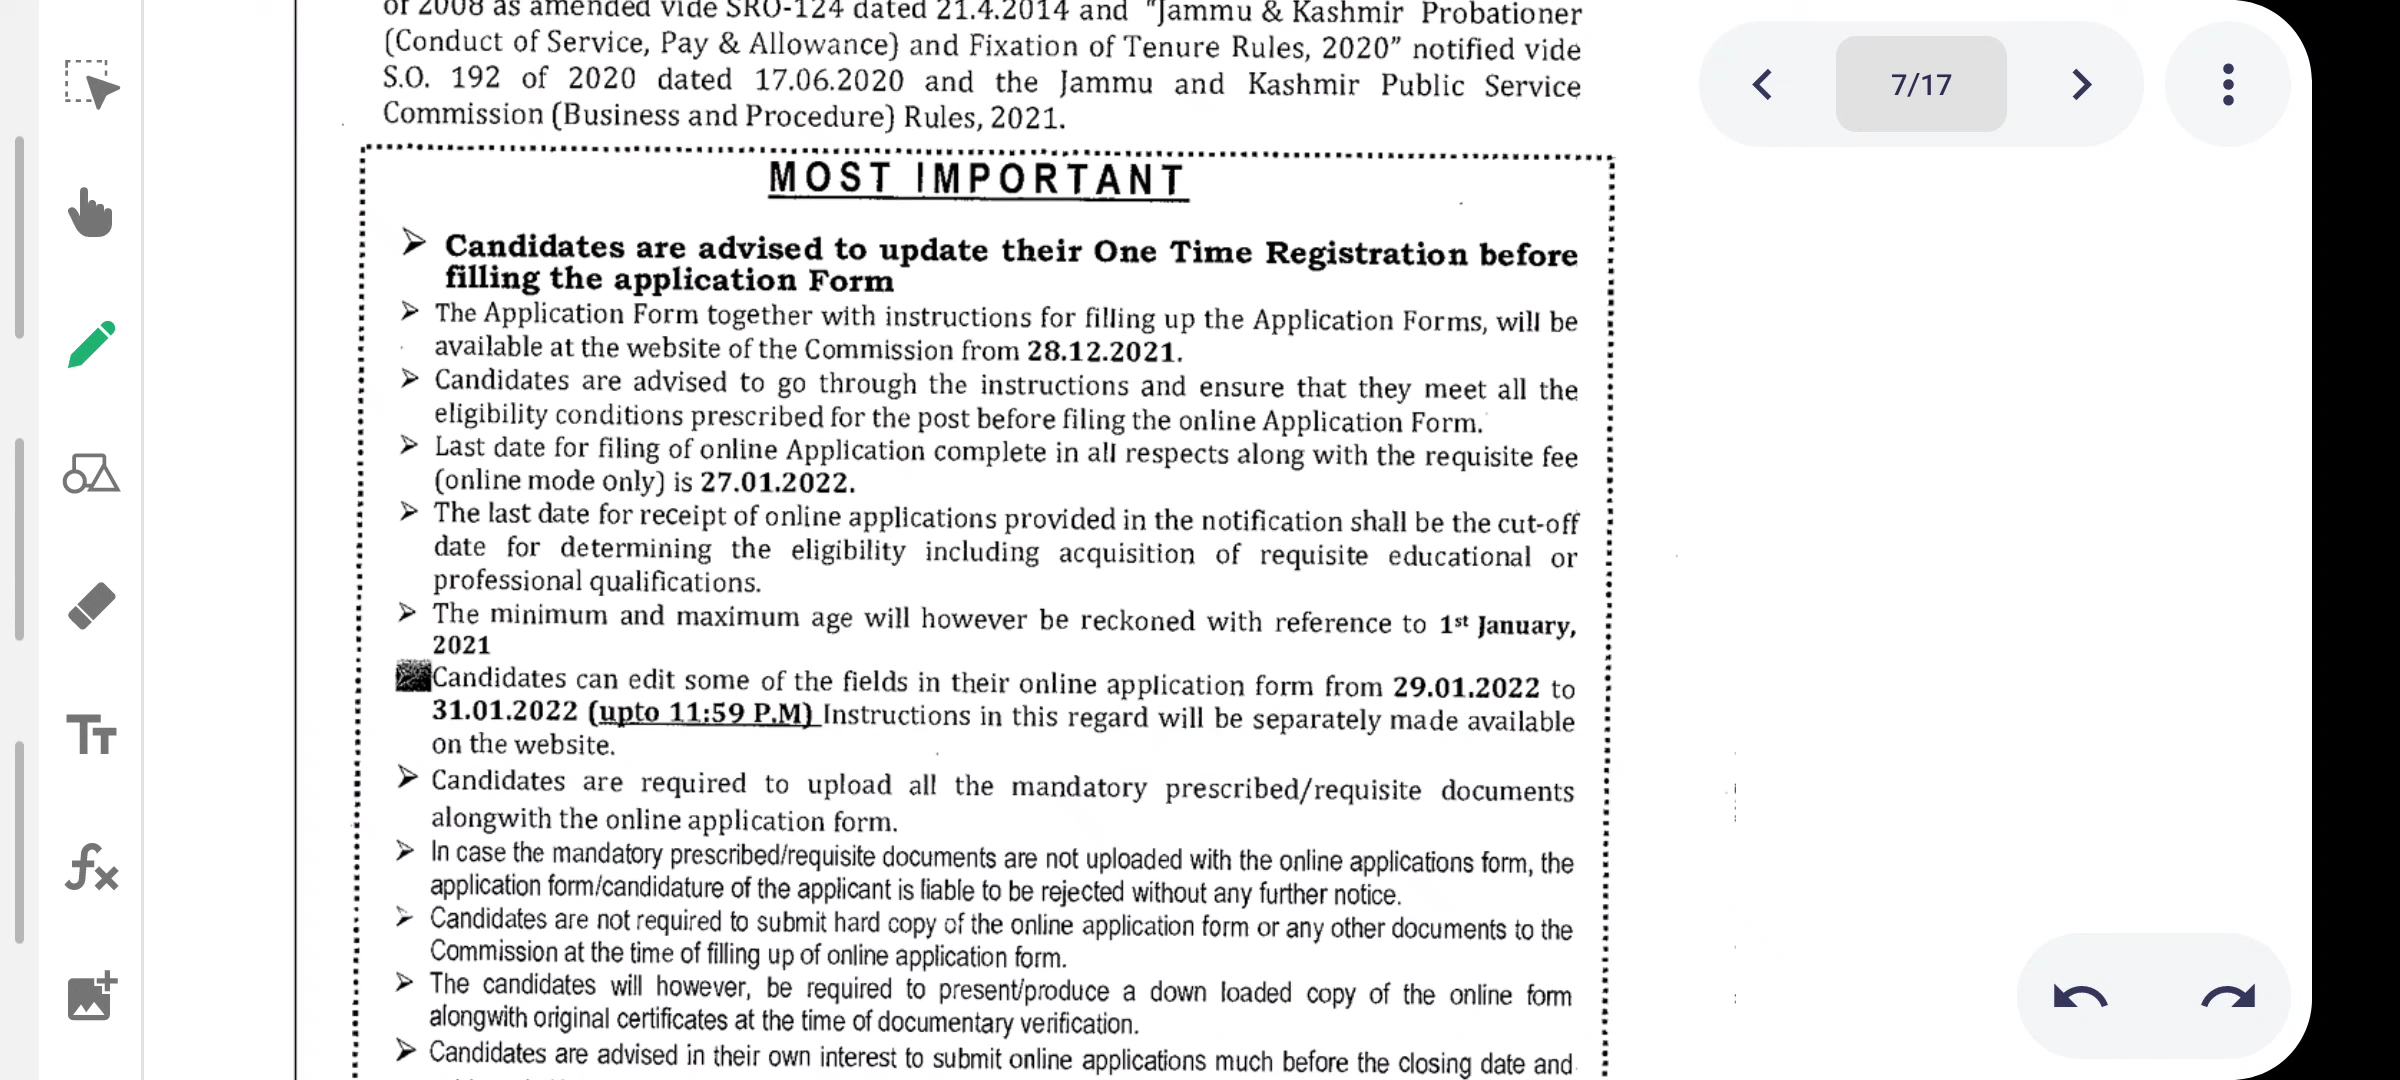 of 2008 as amended vide SRO-124 dated 21.4.2014 and "Jammu & Kashmir Probationer
(Conduct of Service, Pay & Allowance) and Fixation of Tenure Rules, 2020" notified vide
S.O. 192 of 2020 dated 17.06.2020 and the Jammu and Kashmir Public Service
Commission (Business and Procedure) Rules, 2021.
7/17
MOST IMPORTANT
➢ Candidates are advised to update their One Time Registration before
filling the application Form
➢ The Application Form together with instructions for filling up the Application Forms, will be
available at the website of the Commission from 28.12.2021.
➢ Candidates are advised to go through the instructions and ensure that they meet all the
eligibility conditions prescribed for the post before filing the online Application Form.
➢ Last date for filing of online Application complete in all respects along with the requisite fee
(online mode only) is 27.01.2022.
➢ The last date for receipt of online applications provided in the notification shall be the cut-off
date for determining the eligibility including acquisition of requisite educational or
professional qualifications.
➢ The minimum and maximum age will however be reckoned with reference to 1st January,
2021
Candidates can edit some of the fields in their online application form from 29.01.2022 to
31.01.2022 (upto 11:59 P.M) Instructions in this regard will be separately made available
on the website.
➢ Candidates are required to upload all the mandatory prescribed/requisite documents
alongwith the online application form.
➢ In case the mandatory prescribed/requisite documents are not uploaded with the online applications form, the
application form/candidature of the applicant is liable to be rejected without any further notice.
➢ Candidates are not required to submit hard copy of the online application form or any other documents to the
Commission at the time of filling up of online application form.
➢ The candidates will however, be required to present/produce a down loaded copy of the online form
alongwith original certificates at the time of documentary verification.
➢ Candidates are advised in their own interest to submit online applications much before the closing date and
Tт
fx